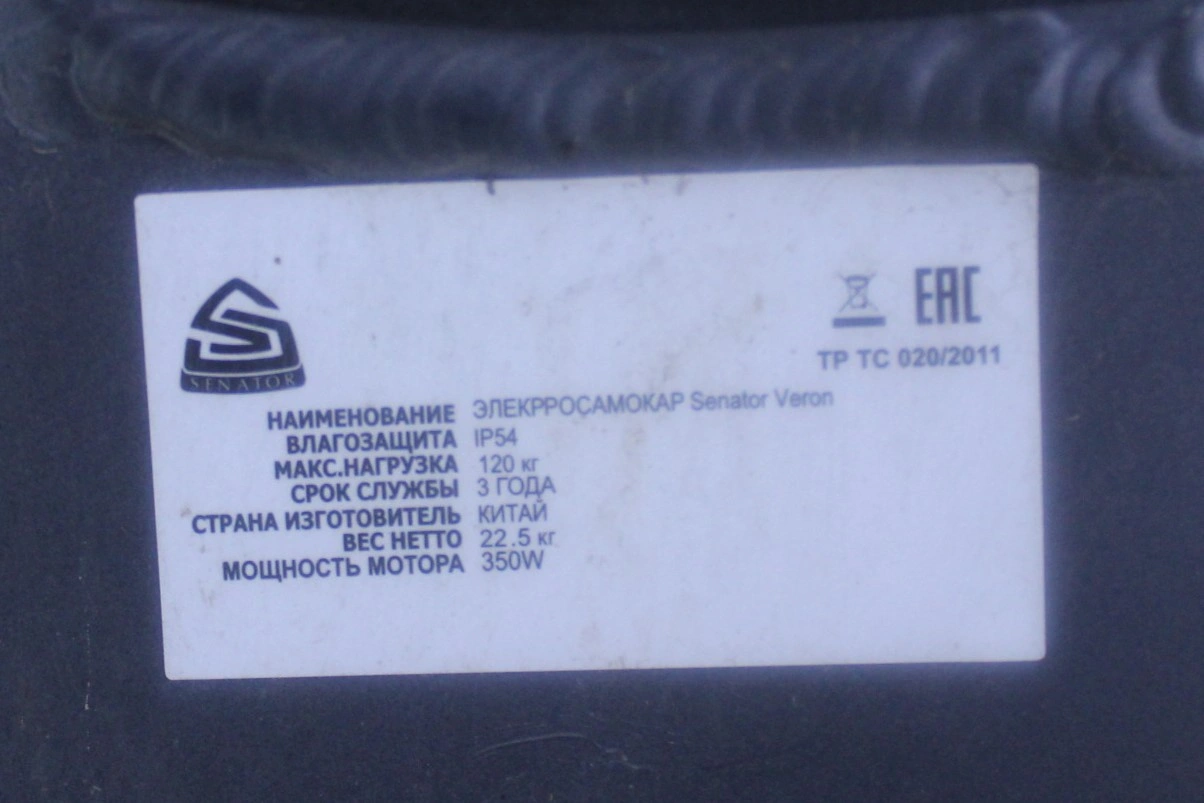 SENATOR
EAC
ТР ТС 020/2011
НАИМЕНОВАНИЕ ЭЛЕКРРОСАМОКАР Senator Veron
ВЛАГОЗАЩИТА IP54
МАКС.НАГРУЗКА 120 кг
СРОК СЛУЖБЫ 3 ГОДА
СТРАНА ИЗГОТОВИТЕЛЬ КИТАЙ
ВЕС НЕТТО 22.5 кг
МОЩНОСТЬ МОТОРА 350W